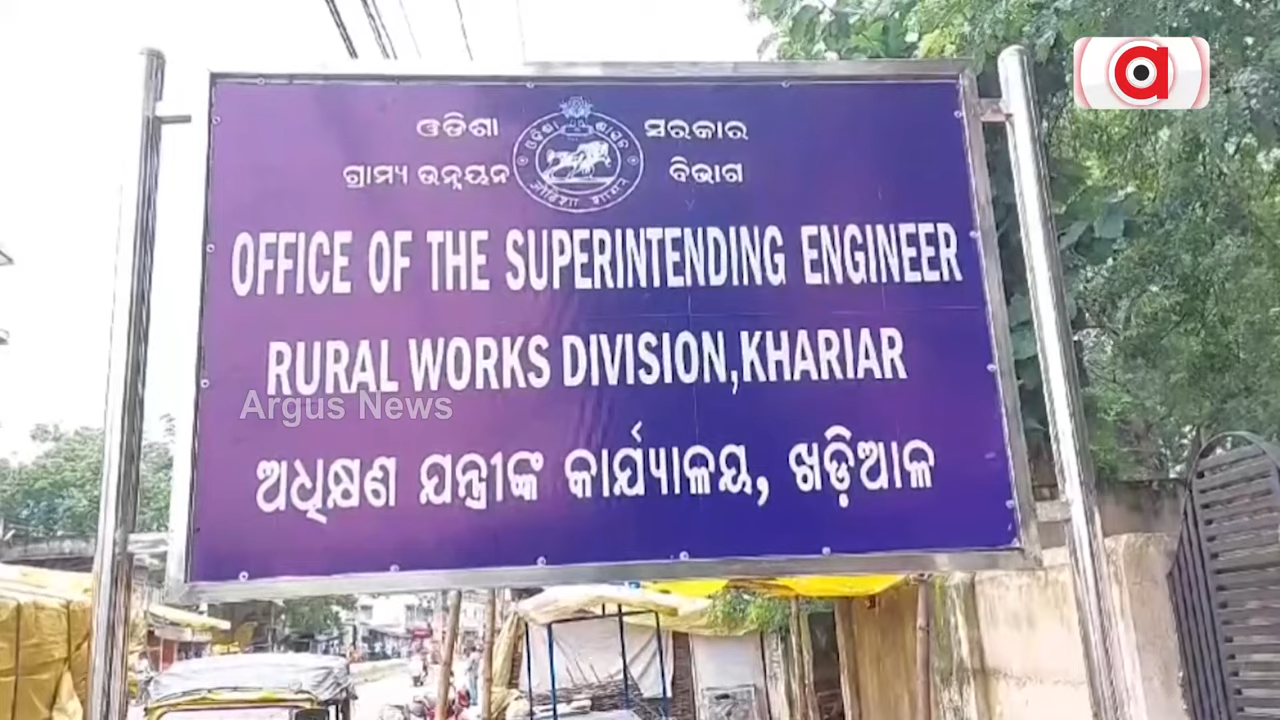 ଓଡିଶା ସରକାର
ଗ୍ରାମ୍ୟ ଉନ୍ନୟନ ବିଭାଗ
OFFICE OF THE SUPERINTENDING ENGINEER
RURAL WORKS DIVISION,KHARIAR
Argus News
ଅଧିକ୍ଷଣ ଯନ୍ତ୍ରୀଙ୍କ କାର୍ଯ୍ୟାଳୟ, ଖଡ଼ିଆଳ